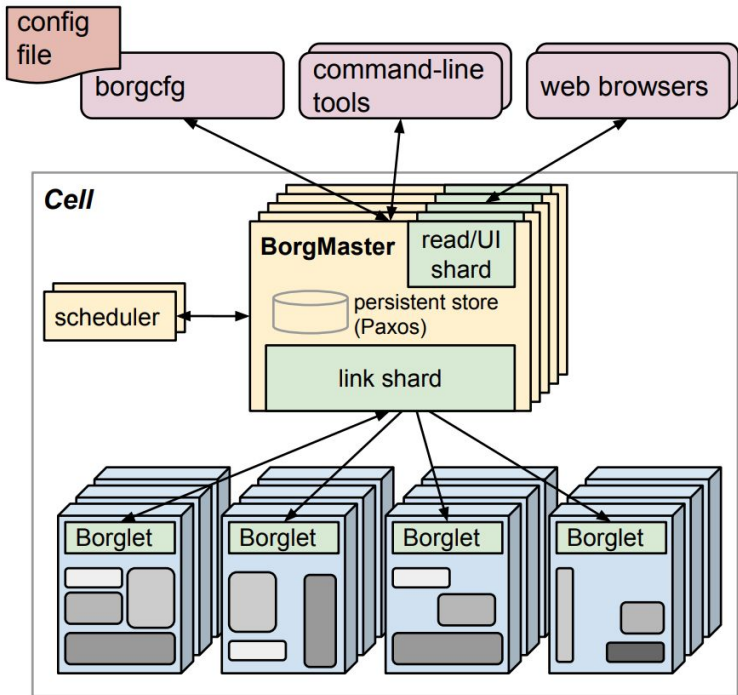 config
file
borgcfg
command-line
tools
web browsers
Cell
BorgMaster
read/UI
shard
scheduler
persistent store
(Paxos)
link shard
Borglet
Borglet
Borglet
Borglet